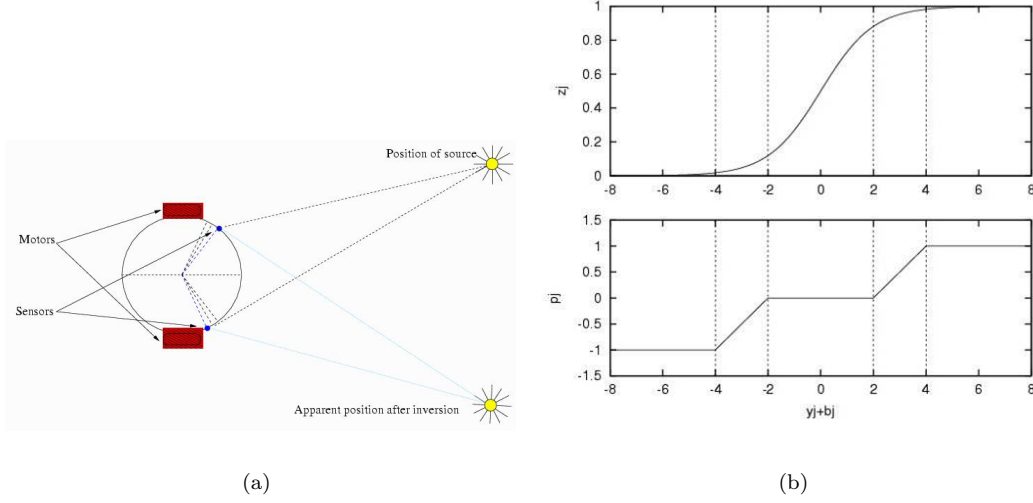 Position of source
Motors
Sensors
Apparent position after inversion
(a)
1
0.8
0.6
0.4
0.2
0
zj
-8 -6 -4 -2 0 2 4 6 8
1.5
1
0.5
0
-0.5
-1
-1.5
pj
-8 -6 -4 -2 0 2 4 6 8
yj+bj
(b)